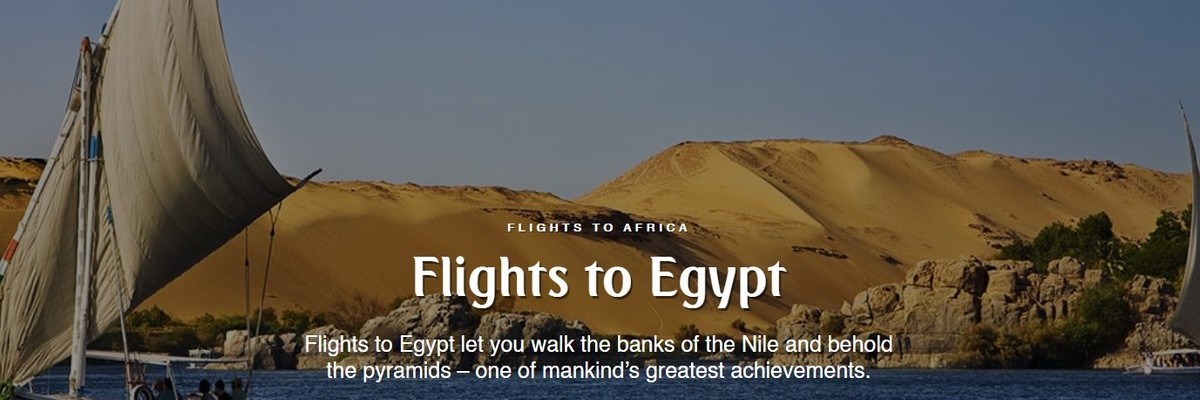 FLIGHTS TO AFRICA
Flights to Egypt
Flights to Egypt let you walk the banks of the Nile and behold
the pyramids – one of mankind’s greatest achievements.